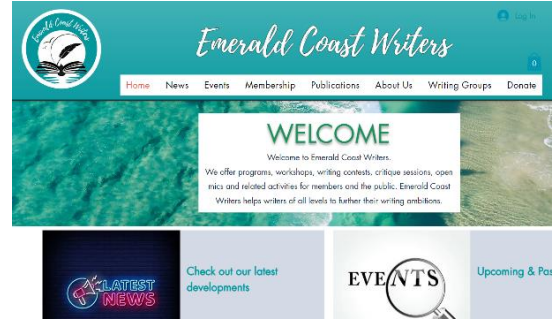 Emerald Coast Writers
Log In
Emerald Coast Writers
0
Home News Events Membership Publications About Us Writing Groups Donate
WELCOME
Welcome to Emerald Coast Writers.
We offer programs, workshops, writing contests, critique sessions, open
mics and related activities for members and the public. Emerald Coast
Writers helps writers of all levels to further their writing ambitions.
LATEST
NEWS
Check out our latest
developments
EVENTS
Upcoming & Pas